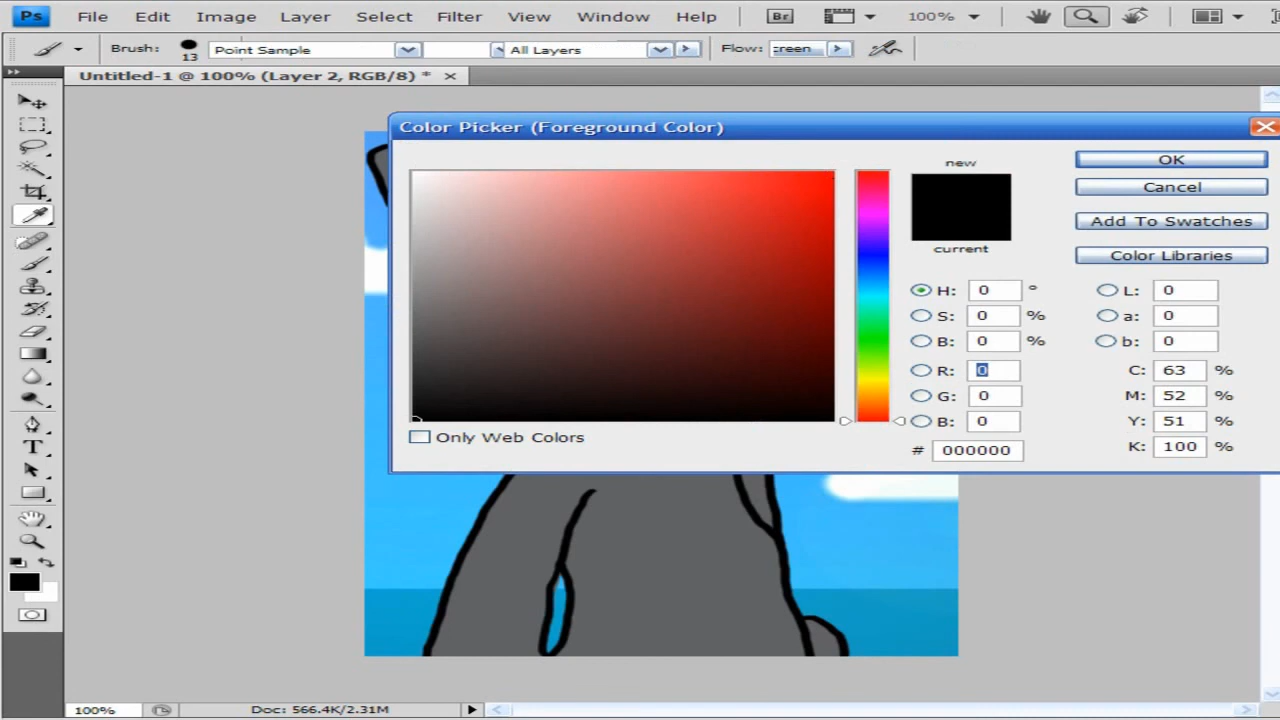 Ps File Edit Image Layer Select Filter View Window Help Br 100%
Brush: 13 Point Sample All Layers Flow: reen
Untitled-1 @ 100% (Layer 2, RGB/8) * ×
Color Picker (Foreground Color)
new
current
OK
Cancel
Add To Swatches
Color Libraries
H: 0 °
S: 0 %
B: 0 %
R: 0
G: 0
B: 0
# 000000
L: 0
a: 0
b: 0
C: 63 %
M: 52 %
Y: 51 %
K: 100 %
Only Web Colors
T
100% Doc: 566.4K/2.31M